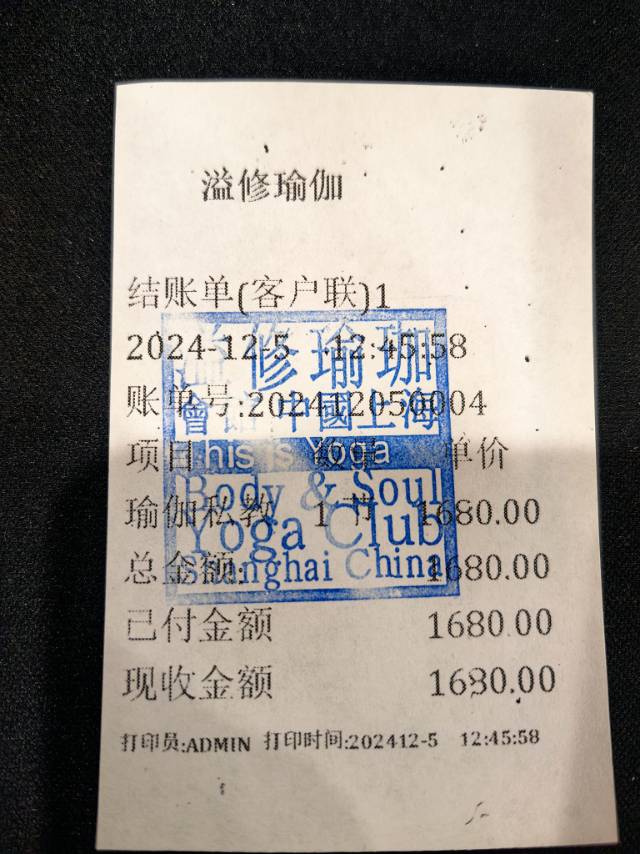 溢修瑜伽
结账单(客户联)1
2024-12-5 12:45:58
账单号:202412050004
项目 数量 单价
瑜伽私教 1节 1680.00
总金额: 1680.00
已付金额 1680.00
现收金额 1680.00
打印员:ADMIN 打印时间:202412-5 12:45:58
溢修瑜珈
會館 中國上海
This is Yoga
Body & Soul
Yoga Club
Shanghai China